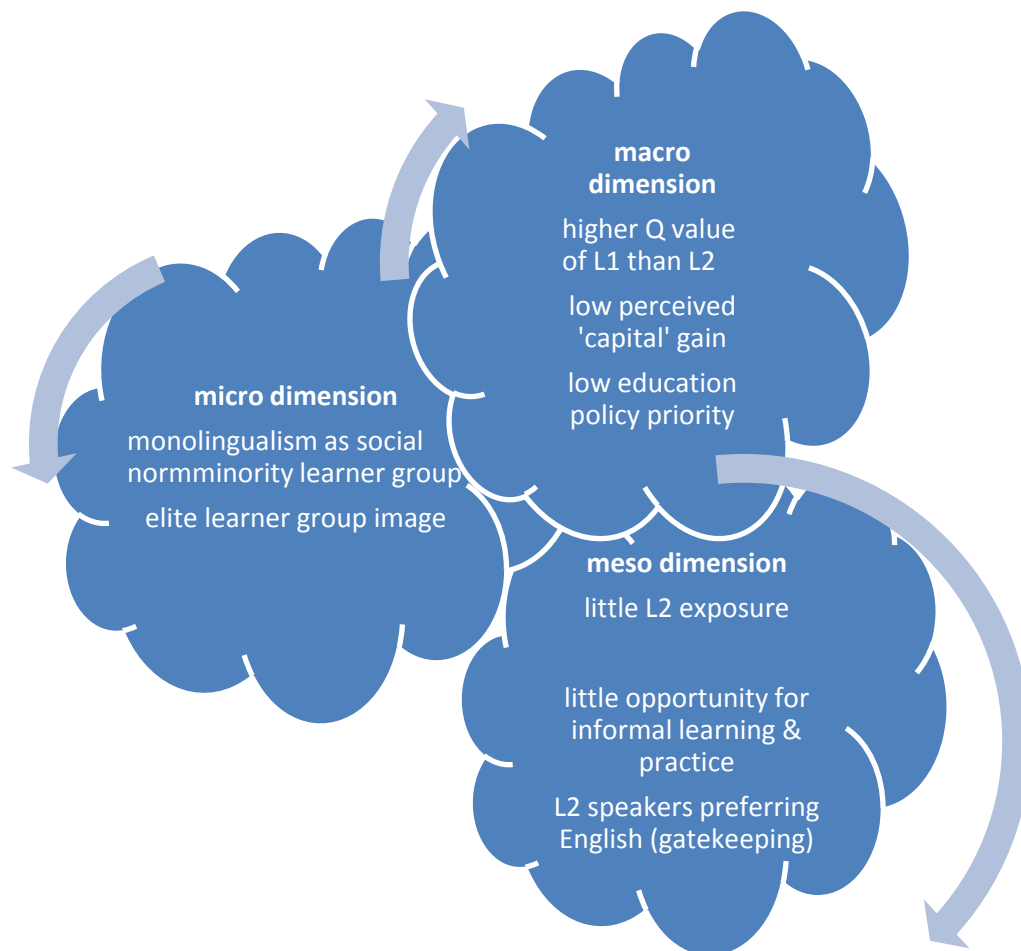 macro
dimension
higher Q value
of L1 than L2
low perceived
'capital' gain
low education
policy priority
micro dimension
monolingualism as social
normminority learner group
elite learner group image
meso dimension
little L2 exposure
little opportunity for
informal learning &
practice
L2 speakers preferring
English (gatekeeping)